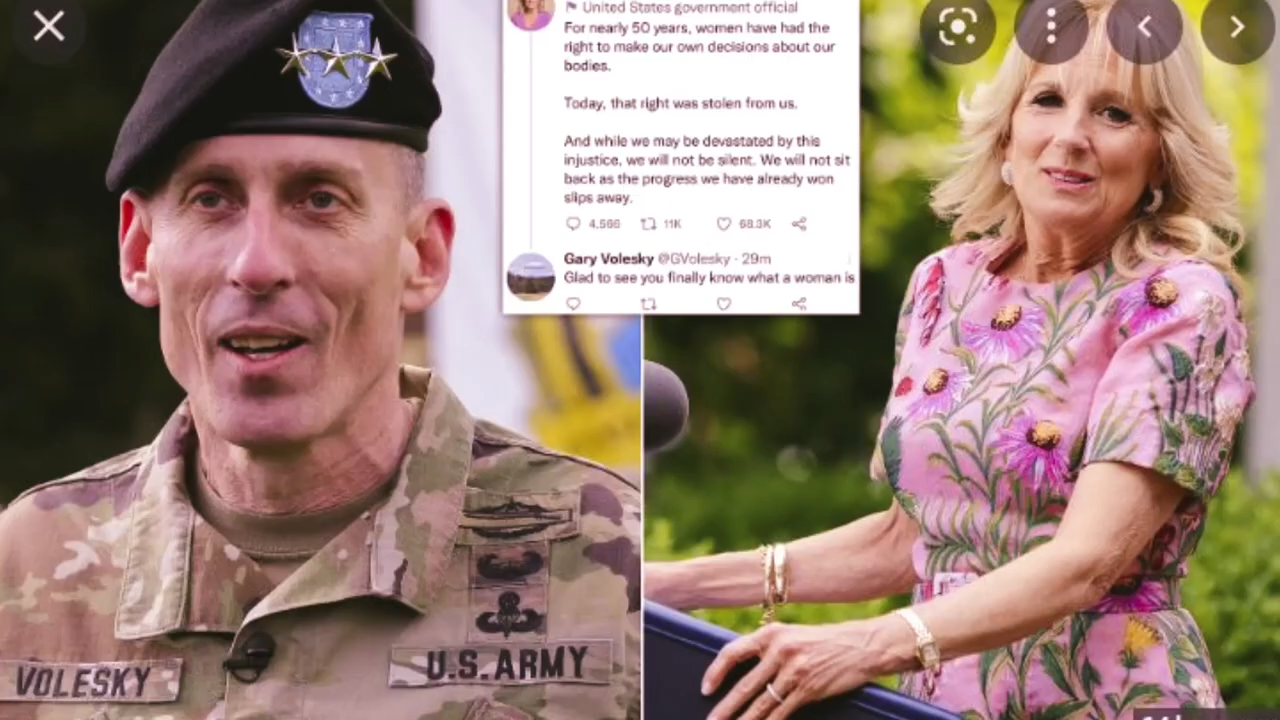 United States government official
For nearly 50 years, women have had the
right to make our own decisions about our
bodies.
Today, that right was stolen from us.
And while we may be devastated by this
injustice, we will not be silent. We will not sit
back as the progress we have already won
slips away.
4,566 11K 68.3K
Gary Volesky @GVolesky · 29m
Glad to see you finally know what a woman is
VOLESKY
U.S. ARMY